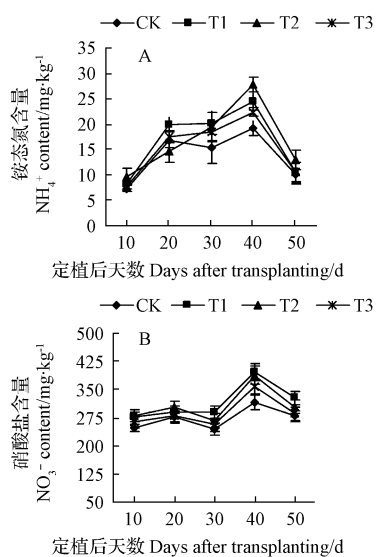 CK T1 T2 T3
A
铵态氮含量
NH₄⁺ content/mg·kg⁻¹
35
30
25
20
15
10
5
0
10 20 30 40 50
定植后天数 Days after transplanting/d
CK T1 T2 T3
B
硝酸盐含量
NO₃⁻ content/mg·kg⁻¹
500
425
350
275
200
125
50
10 20 30 40 50
定植后天数 Days after transplanting/d